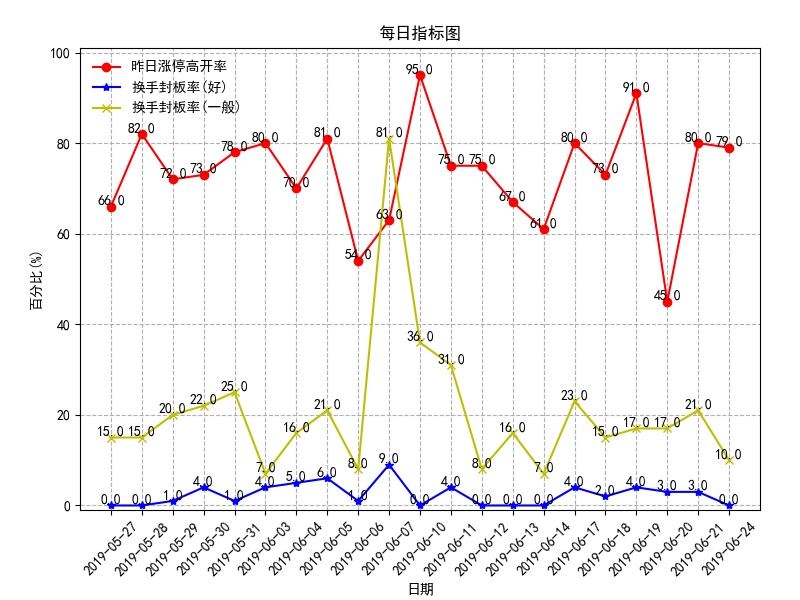 每日指标图
昨日涨停高开率
换手封板率(好)
换手封板率(一般)
百分比(%)
100
80
60
40
20
0
66.0 82.0 72.0 73.0 78.0 80.0 70.0 81.0 54.0 63.0 95.0 75.0 75.0 67.0 61.0 80.0 73.0 91.0 45.0 80.0 79.0
15.0 15.0 20.0 22.0 25.0 7.0 16.0 21.0 8.0 81.0 36.0 31.0 8.0 16.0 7.0 23.0 15.0 17.0 17.0 21.0 10.0
0.0 0.0 1.0 4.0 1.0 4.0 5.0 6.0 1.0 9.0 0.0 4.0 0.0 0.0 0.0 4.0 2.0 4.0 3.0 3.0 0.0
2019-05-27 2019-05-28 2019-05-29 2019-05-30 2019-05-31 2019-06-03 2019-06-04 2019-06-05 2019-06-06 2019-06-07 2019-06-10 2019-06-11 2019-06-12 2019-06-13 2019-06-14 2019-06-17 2019-06-18 2019-06-19 2019-06-20 2019-06-21 2019-06-24
日期